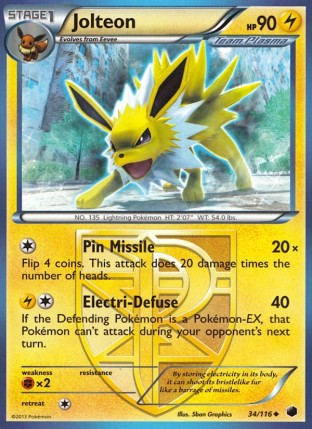 STAGE1 Jolteon HP90
Evolves from Eevee
Team Plasma
NO. 135 Lightning Pokémon HT: 2'07" WT: 54.0 lbs.
Pin Missile 20×
Flip 4 coins. This attack does 20 damage times the
number of heads.
Electri-Defuse 40
If the Defending Pokémon is a Pokémon-EX, that
Pokémon can't attack during your opponent's next
turn.
weakness resistance
×2
retreat
By storing electricity in its body,
it can shoot its bristlelike fur
like a barrage of missiles.
©2013 Pokémon
Illus. 5ban Graphics
34/116